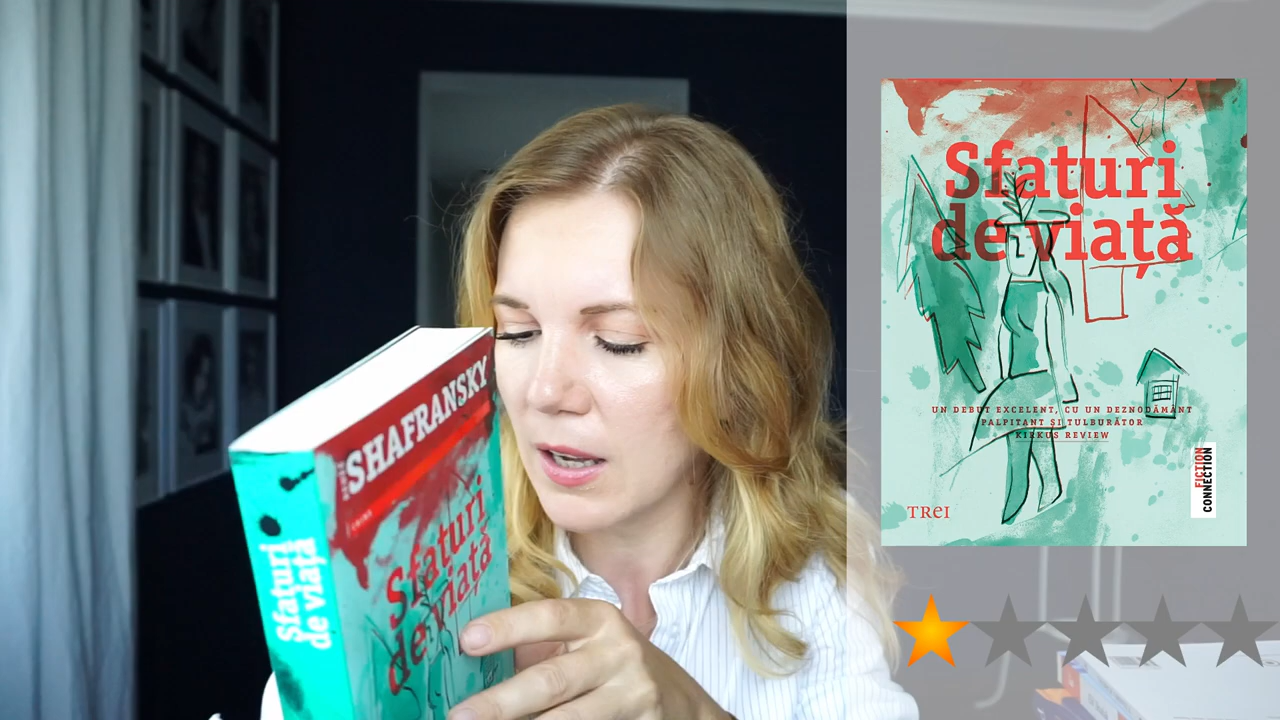 SHAFRANSKY
Sfaturi
de viață
Sfaturi
de viață
Sfaturi
de viață
UN DEBUT EXCELENT, CU UN DEZNODĂMÂNT
PALPITANT ȘI TULBURĂTOR
KIRKUS REVIEW
TREI
FICTION
CONNECTION